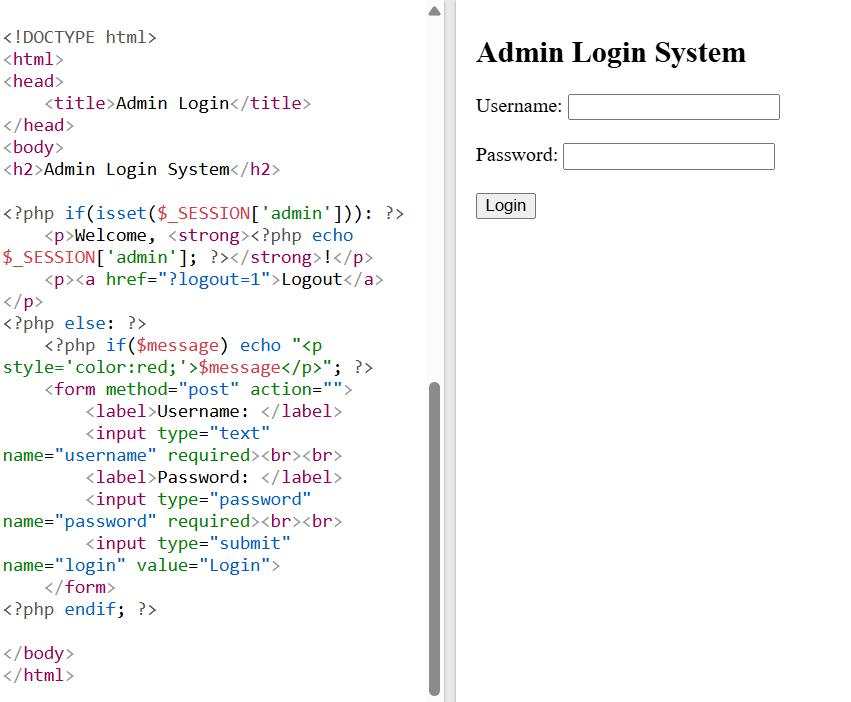 <!DOCTYPE html>
<html>
<head>
    <title>Admin Login</title>
</head>
<body>
<h2>Admin Login System</h2>
<?php if(isset($_SESSION['admin'])): ?>
    <p>Welcome, <strong><?php echo
$_SESSION['admin']; ?></strong>!</p>
    <p><a href="?logout=1">Logout</a>
</p>
<?php else: ?>
    <?php if($message) echo "<p
style='color:red;'>$message</p>"; ?>
    <form method="post" action="">
        <label>Username: </label>
        <input type="text"
name="username" required><br><br>
        <label>Password: </label>
        <input type="password"
name="password" required><br><br>
        <input type="submit"
name="login" value="Login">
    </form>
<?php endif; ?>
</body>
</html>
Admin Login System
Username:
Password:
Login